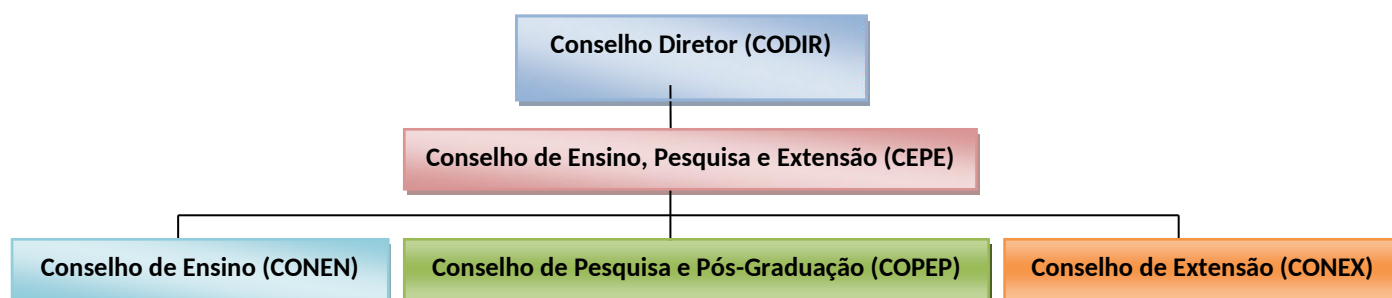 Conselho Diretor (CODIR)
Conselho de Ensino, Pesquisa e Extensão (CEPE)
Conselho de Ensino (CONEN)
Conselho de Pesquisa e Pós-Graduação (COPEP)
Conselho de Extensão (CONEX)